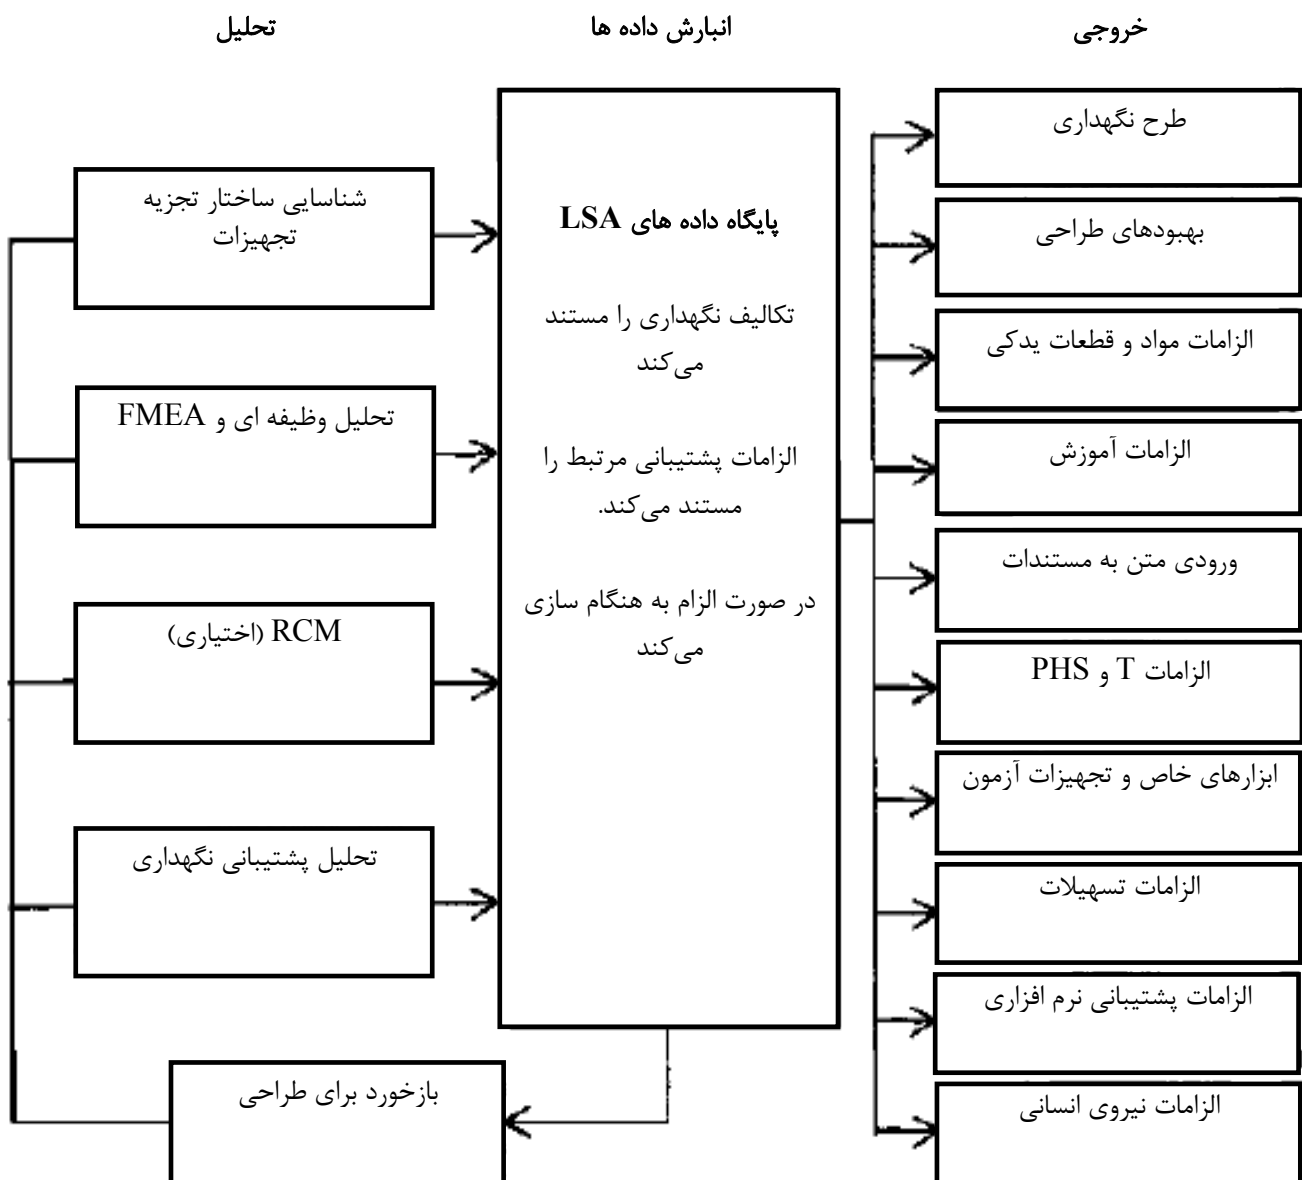 خروجی
انبارش داده ها
تحلیل
طرح نگهداری
بهبودهای طراحی
الزامات مواد و قطعات یدکی
الزامات آموزش
ورودی متن به مستندات
الزامات T و PHS
ابزارهای خاص و تجهیزات آزمون
الزامات تسهیلات
الزامات پشتیبانی نرم افزاری
الزامات نیروی انسانی
پایگاه داده های LSA
تکالیف نگهداری را مستند
می‌کند
الزامات پشتیبانی مرتبط را
مستند می‌کند.
در صورت الزام به هنگام سازی
می‌کند
شناسایی ساختار تجزیه
تجهیزات
تحلیل وظیفه ای و FMEA
RCM (اختیاری)
تحلیل پشتیبانی نگهداری
بازخورد برای طراحی